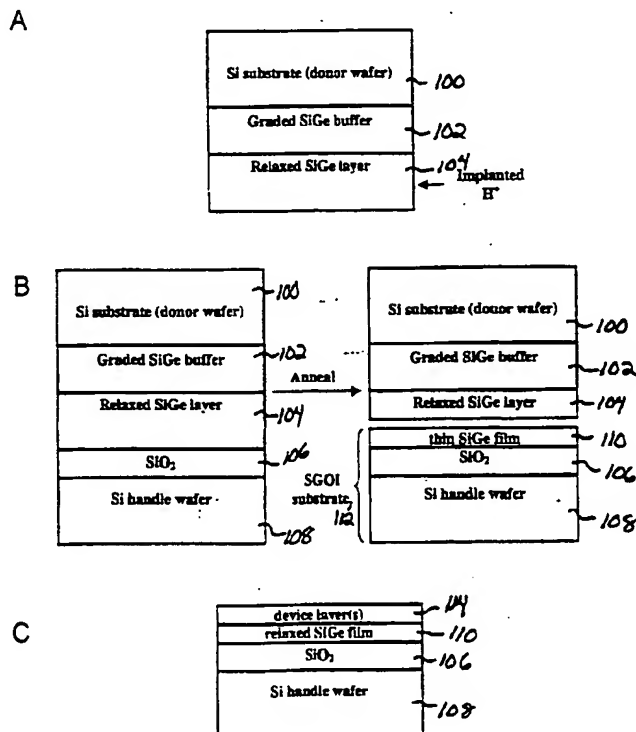 A
Si substrate (donor wafer)
100
Graded SiGe buffer
102
Relaxed SiGe layer
104
Implanted
H+
B
100
Si substrate (donor wafer)
Graded SiGe buffer
102
Relaxed SiGe layer
104
SiO2
106
Si handle wafer
108
Anneal
Si substrate (donor wafer)
100
Graded SiGe buffer
102
Relaxed SiGe layer
104
thin SiGe film
110
SiO2
106
SGOI
substrate,
112
Si handle wafer
108
C
device layer(s)
114
relaxed SiGe film
110
SiO2
106
Si handle wafer
108